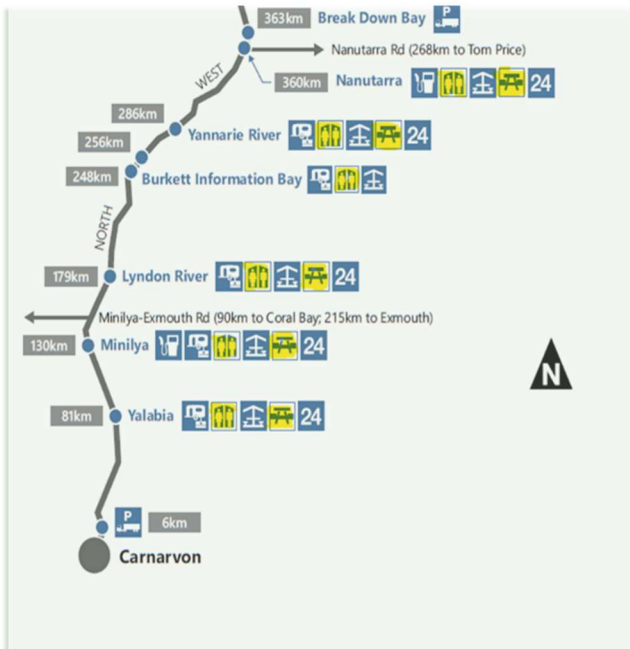 363km Break Down Bay P
Nanutarra Rd (268km to Tom Price)
WEST
360km Nanutarra 24
286km
Yannarie River 24
256km
248km Burkett Information Bay
NORTH
179km Lyndon River 24
Minilya-Exmouth Rd (90km to Coral Bay; 215km to Exmouth)
130km Minilya 24
N
81km Yalabia 24
P 6km
Carnarvon